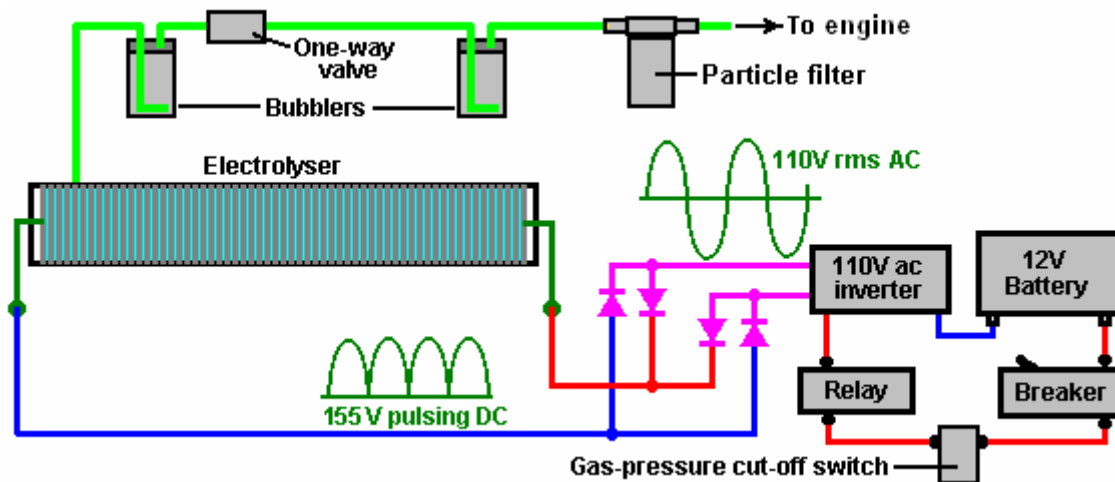 To engine
One-way
valve
Particle filter
Bubblers
Electrolyser
110V rms AC
110V ac
inverter
12V
Battery
155 V pulsing DC
Relay
Breaker
Gas-pressure cut-off switch